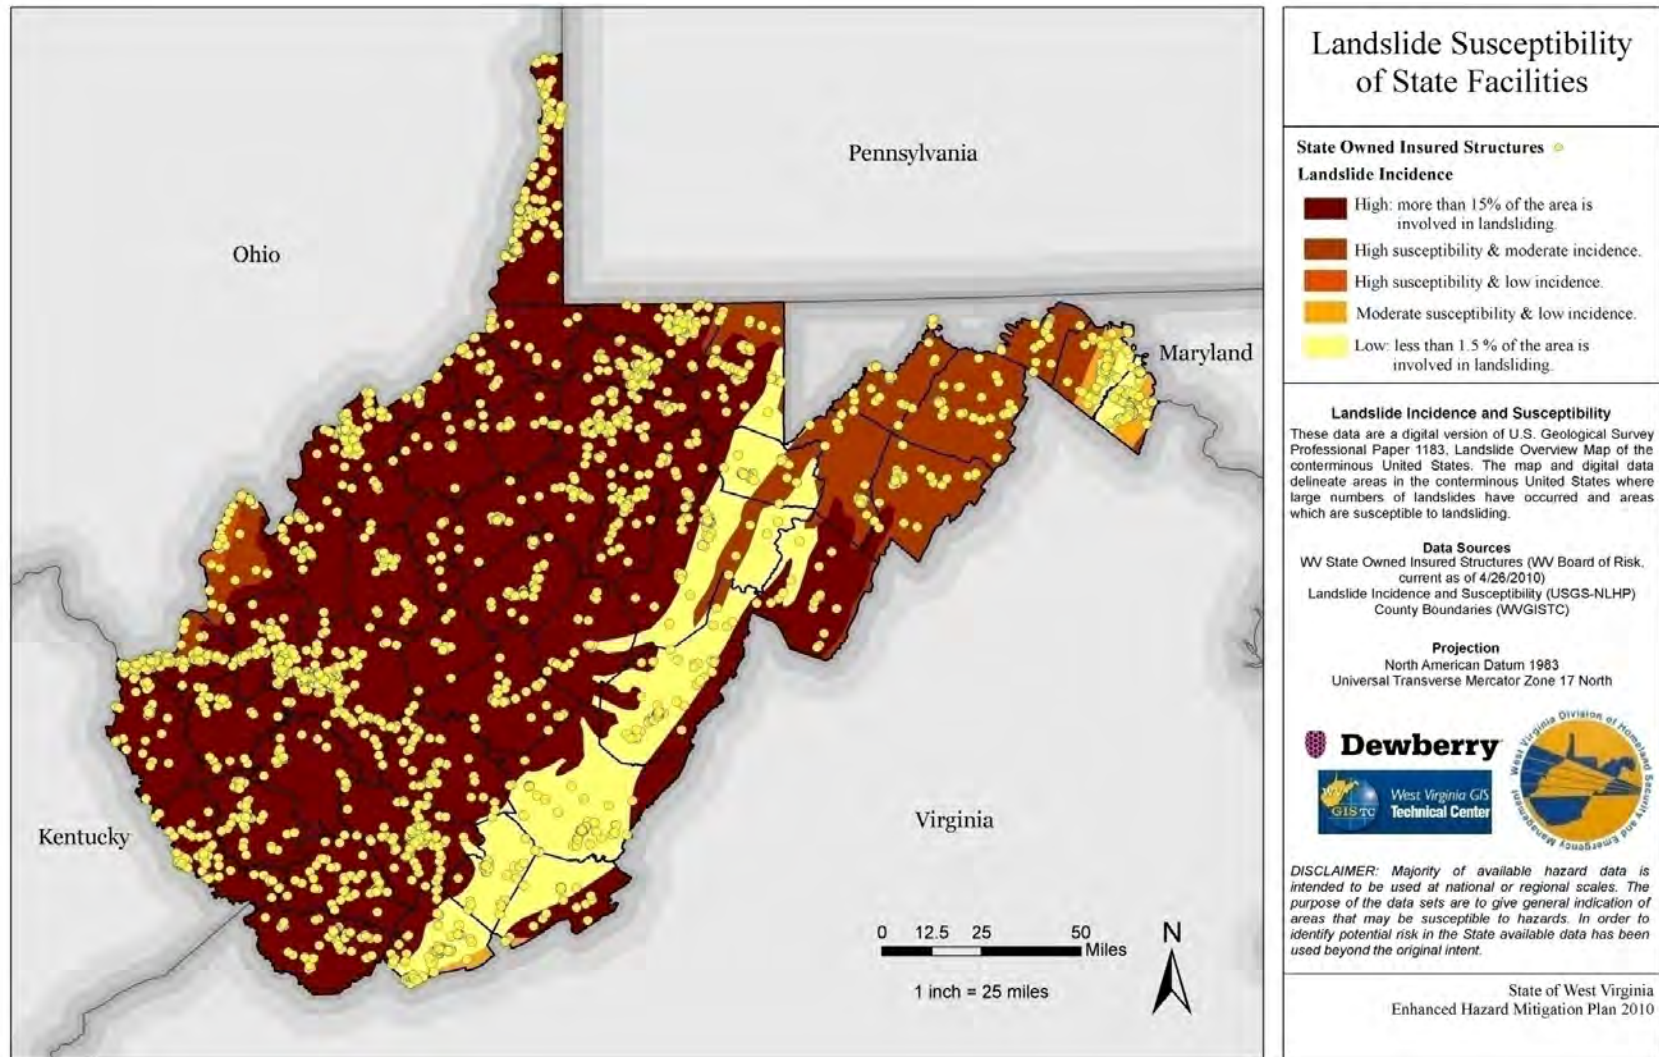 Landslide Susceptibility
of State Facilities
State Owned Insured Structures
Landslide Incidence
High: more than 15% of the area is
involved in landsliding.
High susceptibility & moderate incidence.
High susceptibility & low incidence.
Moderate susceptibility & low incidence.
Low: less than 1.5 % of the area is
involved in landsliding.
Landslide Incidence and Susceptibility
These data are a digital version of U.S. Geological Survey
Professional Paper 1183, Landslide Overview Map of the
conterminous United States. The map and digital data
delineate areas in the conterminous United States where
large numbers of landslides have occurred and areas
which are susceptible to landsliding.
Data Sources
WV State Owned Insured Structures (WV Board of Risk,
current as of 4/26/2010)
Landslide Incidence and Susceptibility (USGS-NLHP)
County Boundaries (WVGISTC)
Projection
North American Datum 1983
Universal Transverse Mercator Zone 17 North
Dewberry
WV
GISTC
West Virginia GIS
Technical Center
West Virginia Division of Homeland Security and Emergency Management
DISCLAIMER: Majority of available hazard data is
intended to be used at national or regional scales. The
purpose of the data sets are to give general indication of
areas that may be susceptible to hazards. In order to
identify potential risk in the State available data has been
used beyond the original intent.
State of West Virginia
Enhanced Hazard Mitigation Plan 2010
Pennsylvania
Ohio
Maryland
Virginia
Kentucky
0 12.5 25 50
Miles
1 inch = 25 miles
N